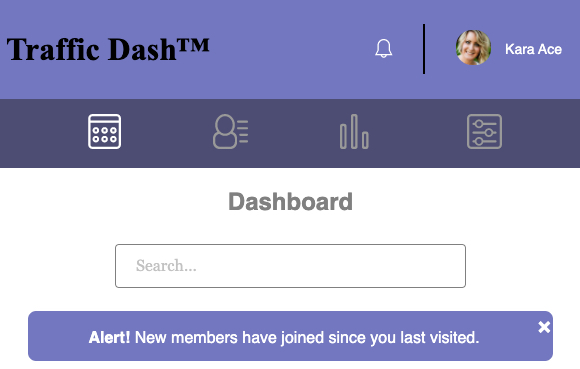 Traffic Dash™
Kara Ace
Dashboard
Search...
Alert! New members have joined since you last visited.